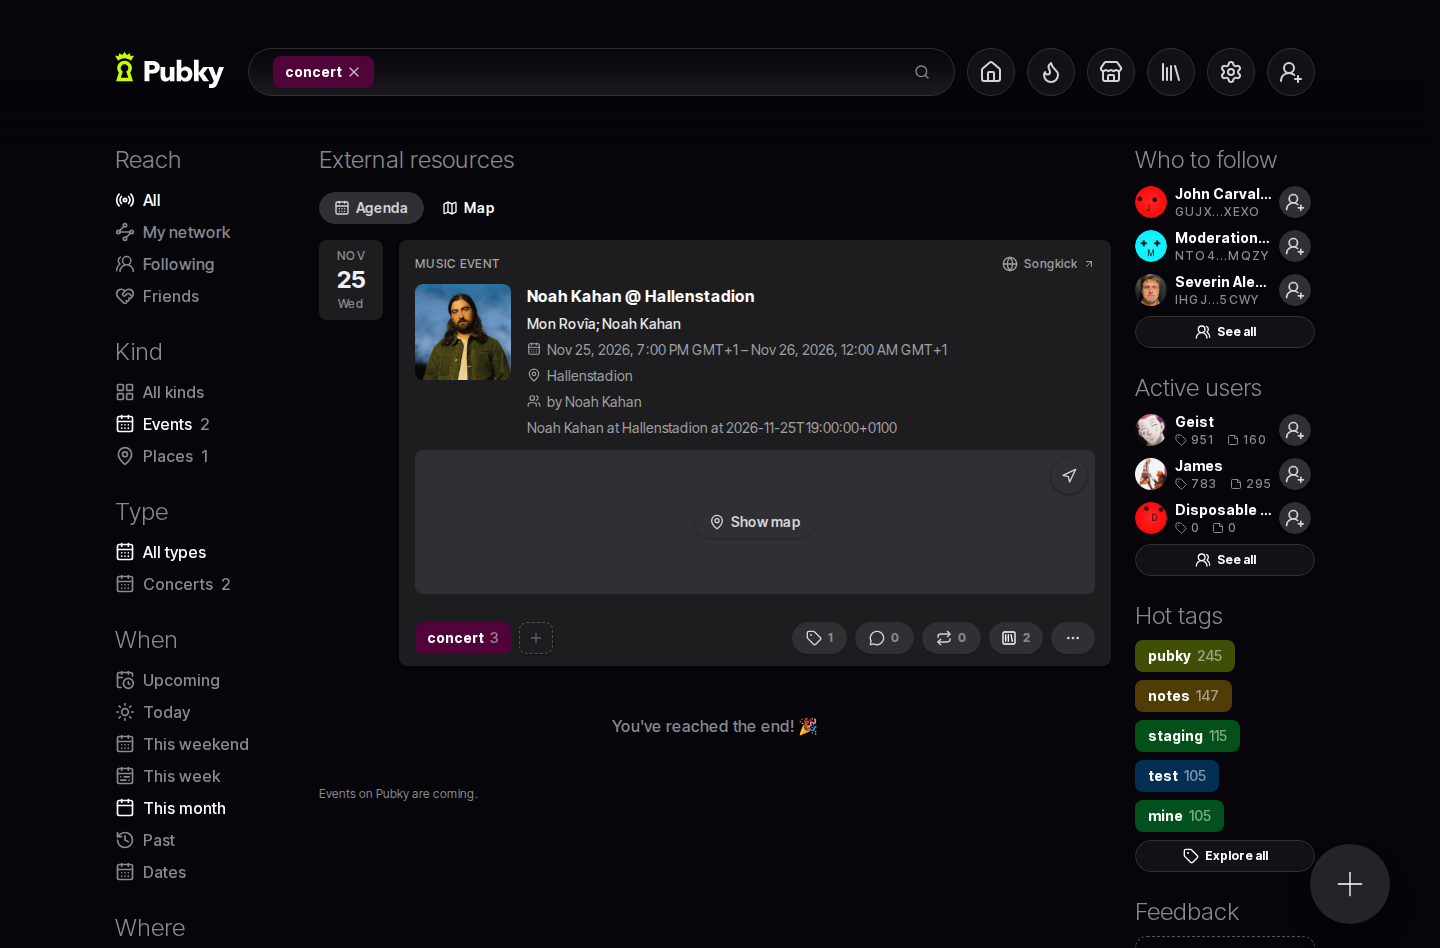 Pubky
concert
Reach
All
My network
Following
Friends
Kind
All kinds
Events 2
Places 1
Type
All types
Concerts 2
When
Upcoming
Today
This weekend
This week
This month
Past
Dates
Where
External resources
Agenda
Map
NOV
25
Wed
MUSIC EVENT
Songkick
Noah Kahan @ Hallenstadion
Mon Rovîa; Noah Kahan
Nov 25, 2026, 7:00 PM GMT+1 – Nov 26, 2026, 12:00 AM GMT+1
Hallenstadion
by Noah Kahan
Noah Kahan at Hallenstadion at 2026-11-25T19:00:00+0100
Show map
concert 3
1
0
0
2
You've reached the end! 🎉
Events on Pubky are coming.
Who to follow
John Carval...
GUJX...XEXO
Moderation...
NTO4...MQZY
Severin Ale...
IHGJ...5CWY
See all
Active users
Geist
951 160
James
783 295
Disposable ...
0 0
See all
Hot tags
pubky 245
notes 147
staging 115
test 105
mine 105
Explore all
Feedback